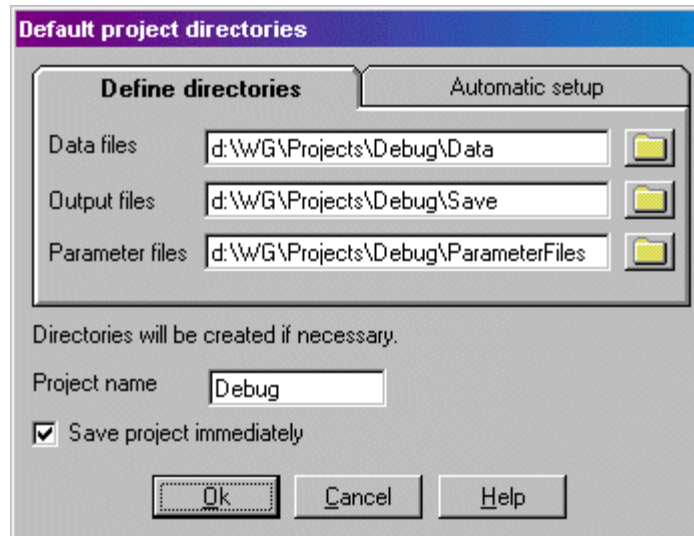 Default project directories
Define directories
Automatic setup
Data files
d:\WG\Projects\Debug\Data
Output files
d:\WG\Projects\Debug\Save
Parameter files
d:\WG\Projects\Debug\ParameterFiles
Directories will be created if necessary.
Project name
Debug
Save project immediately
Ok
Cancel
Help